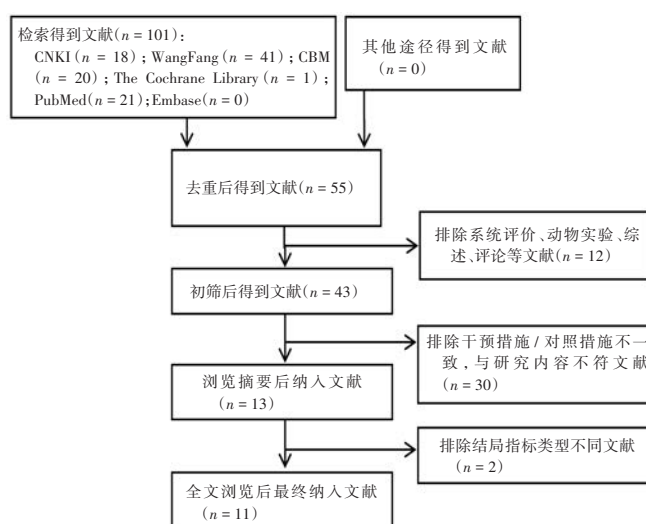 检索得到文献(n = 101):
CNKI(n = 18);WangFang(n = 41);CBM
(n = 20);The Cochrane Library(n = 1);
PubMed(n = 21);Embase(n = 0)
其他途径得到文献
(n = 0)
去重后得到文献(n = 55)
排除系统评价、动物实验、综
述、评论等文献(n = 12)
初筛后得到文献(n = 43)
排除干预措施/对照措施不一
致,与研究内容不符文献
(n = 30)
浏览摘要后纳入文献
(n = 13)
排除结局指标类型不同文献
(n = 2)
全文浏览后最终纳入文献
(n = 11)